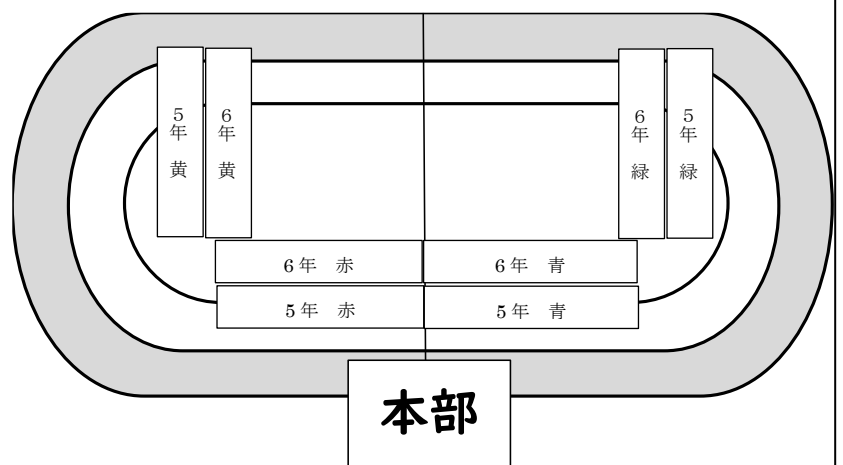 5年 黄
6年 黄
6年 緑
5年 緑
6年 赤
6年 青
5年 赤
5年 青
本部